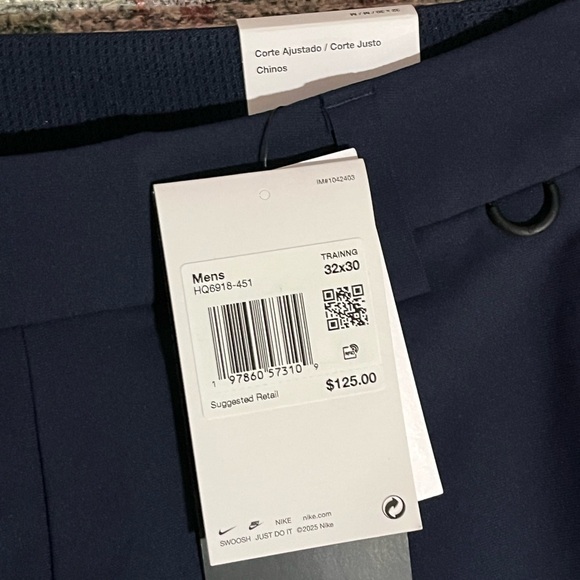 Corte Ajustado / Corte Justo
Chinos
IM#1042403
Mens
HQ6918-451
TRAINNG
32x30
1 97860 57310 9
Suggested Retail
$125.00
NIKE nike.com
SWOOSH JUST DO IT ©2025 Nike